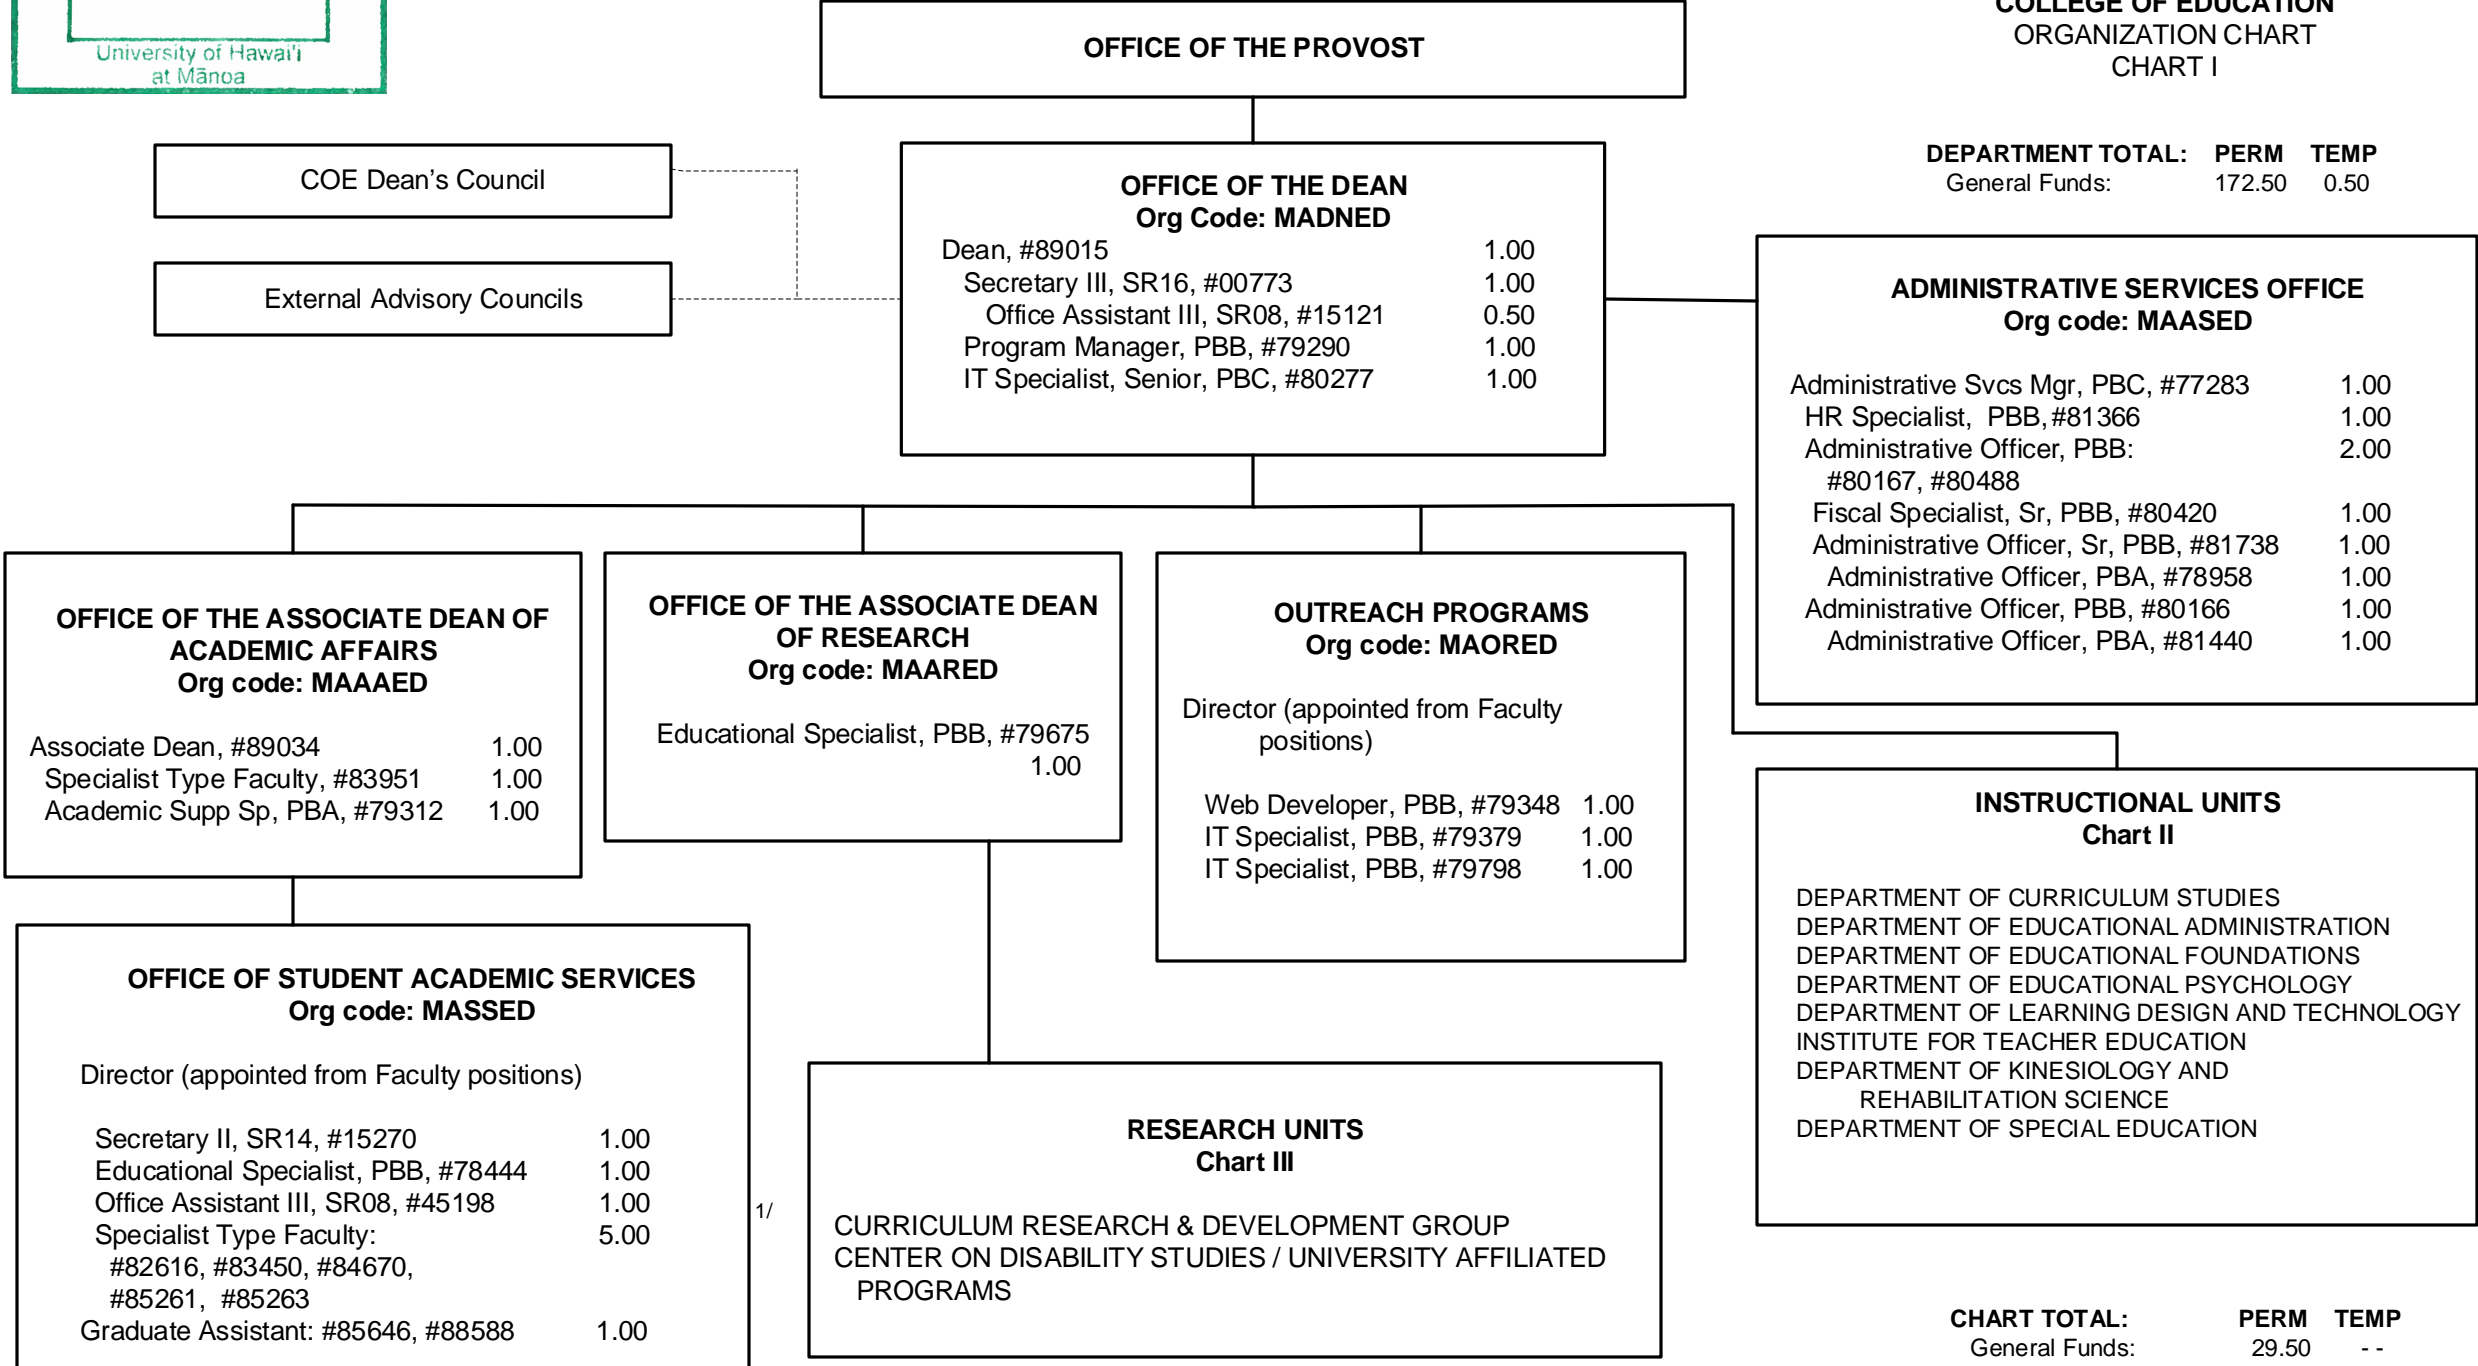 University of Hawai'i
at Mānoa
COLLEGE OF EDUCATION
ORGANIZATION CHART
CHART I
OFFICE OF THE PROVOST
DEPARTMENT TOTAL: PERM TEMP
General Funds: 172.50 0.50
COE Dean's Council
External Advisory Councils
OFFICE OF THE DEAN
Org Code: MADNED
Dean, #89015 1.00
Secretary III, SR16, #00773 1.00
Office Assistant III, SR08, #15121 0.50
Program Manager, PBB, #79290 1.00
IT Specialist, Senior, PBC, #80277 1.00
ADMINISTRATIVE SERVICES OFFICE
Org code: MAASED
Administrative Svcs Mgr, PBC, #77283 1.00
HR Specialist, PBB, #81366 1.00
Administrative Officer, PBB: 2.00
#80167, #80488
Fiscal Specialist, Sr, PBB, #80420 1.00
Administrative Officer, Sr, PBB, #81738 1.00
Administrative Officer, PBA, #78958 1.00
Administrative Officer, PBB, #80166 1.00
Administrative Officer, PBA, #81440 1.00
OFFICE OF THE ASSOCIATE DEAN OF
ACADEMIC AFFAIRS
Org code: MAAAED
Associate Dean, #89034 1.00
Specialist Type Faculty, #83951 1.00
Academic Supp Sp, PBA, #79312 1.00
OFFICE OF THE ASSOCIATE DEAN
OF RESEARCH
Org code: MAARED
Educational Specialist, PBB, #79675
1.00
OUTREACH PROGRAMS
Org code: MAORED
Director (appointed from Faculty
positions)
Web Developer, PBB, #79348 1.00
IT Specialist, PBB, #79379 1.00
IT Specialist, PBB, #79798 1.00
INSTRUCTIONAL UNITS
Chart II
DEPARTMENT OF CURRICULUM STUDIES
DEPARTMENT OF EDUCATIONAL ADMINISTRATION
DEPARTMENT OF EDUCATIONAL FOUNDATIONS
DEPARTMENT OF EDUCATIONAL PSYCHOLOGY
DEPARTMENT OF LEARNING DESIGN AND TECHNOLOGY
INSTITUTE FOR TEACHER EDUCATION
DEPARTMENT OF KINESIOLOGY AND
REHABILITATION SCIENCE
DEPARTMENT OF SPECIAL EDUCATION
OFFICE OF STUDENT ACADEMIC SERVICES
Org code: MASSED
Director (appointed from Faculty positions)
Secretary II, SR14, #15270 1.00
Educational Specialist, PBB, #78444 1.00
Office Assistant III, SR08, #45198 1.00
Specialist Type Faculty: 5.00
#82616, #83450, #84670,
#85261, #85263
Graduate Assistant: #85646, #88588 1.00
1/
RESEARCH UNITS
Chart III
CURRICULUM RESEARCH & DEVELOPMENT GROUP
CENTER ON DISABILITY STUDIES / UNIVERSITY AFFILIATED
PROGRAMS
CHART TOTAL: PERM TEMP
General Funds: 29.50 - -